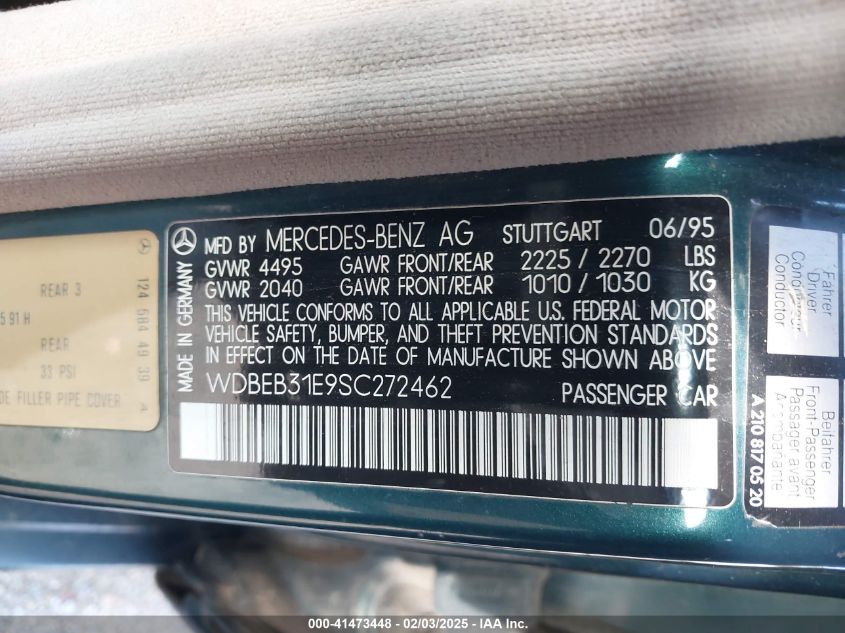 REAR 3
5 91 H
REAR
33 PSI
DE FILLER PIPE COVER
124 584 49 39 A
MADE IN GERMANY
MFD BY MERCEDES-BENZ AG STUTTGART 06/95
GVWR 4495 GAWR FRONT/REAR 2225 / 2270 LBS
GVWR 2040 GAWR FRONT/REAR 1010 / 1030 KG
THIS VEHICLE CONFORMS TO ALL APPLICABLE U.S. FEDERAL MOTOR
VEHICLE SAFETY, BUMPER, AND THEFT PREVENTION STANDARDS
IN EFFECT ON THE DATE OF MANUFACTURE SHOWN ABOVE
WDBEB31E9SC272462 PASSENGER CAR
Fahrer
Driver
Conducteur
Conductor
Beifahrer
Front-Passenger
Passager avant
Acompañante
A 210 817 05 20
000-41473448 - 02/03/2025 - IAA Inc.